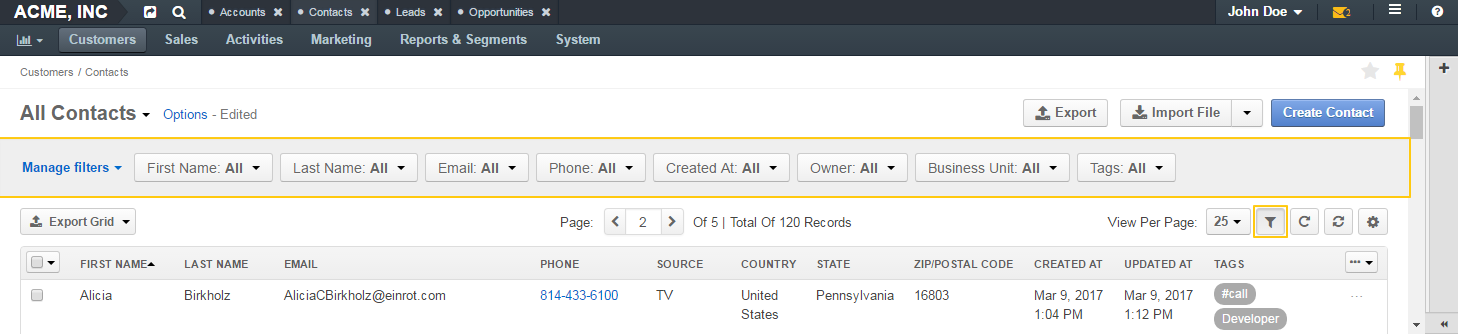 ACME, INC Accounts Contacts Leads Opportunities John Doe 2
Customers Sales Activities Marketing Reports & Segments System
Customers / Contacts
All Contacts Options - Edited Export Import File Create Contact
Manage filters First Name: All Last Name: All Email: All Phone: All Created At: All Owner: All Business Unit: All Tags: All
Export Grid Page: 2 Of 5 | Total Of 120 Records View Per Page: 25
FIRST NAME LAST NAME EMAIL PHONE SOURCE COUNTRY STATE ZIP/POSTAL CODE CREATED AT UPDATED AT TAGS
Alicia Birkholz AliciaCBirkholz@einrot.com 814-433-6100 TV United Pennsylvania 16803 Mar 9, 2017 Mar 9, 2017 #call
States 1:04 PM 1:12 PM Developer